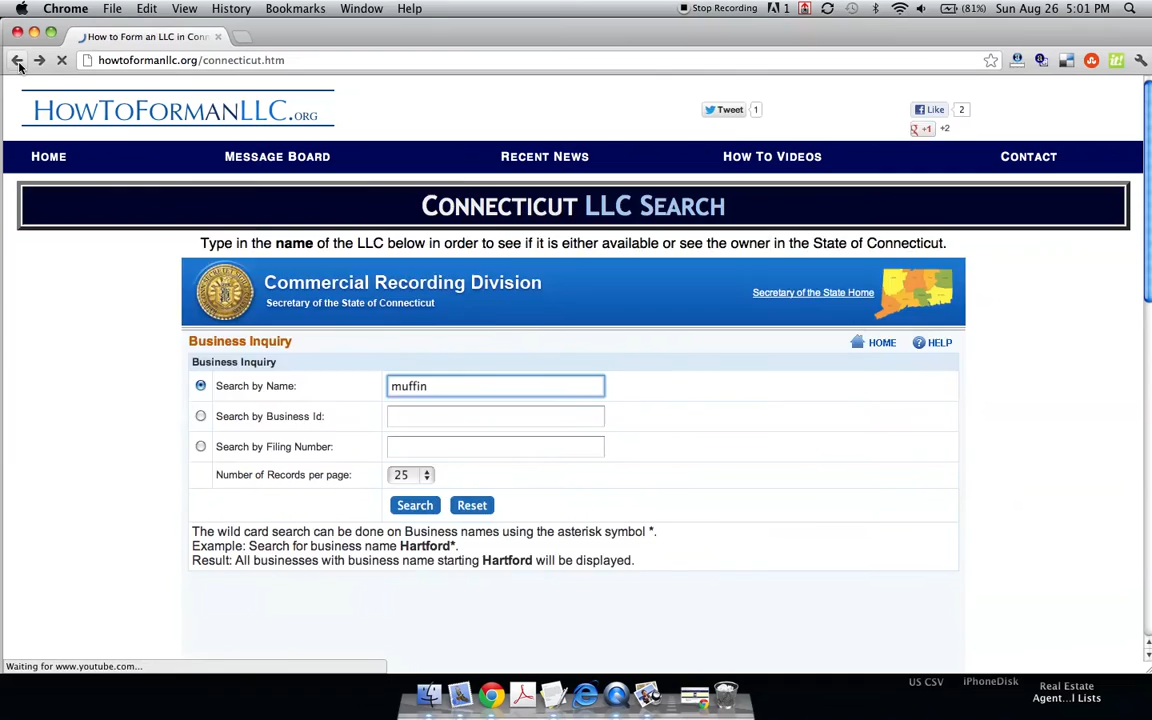 Chrome File Edit View History Bookmarks Window Help Stop Recording 1 (81%) Sun Aug 26 5:01 PM
How to Form an LLC in Conn
howtoformanllc.org/connecticut.htm
HowToFormanLLC.org
Tweet 1
Like 2
+1 +2
Home Message Board Recent News How To Videos Contact
Connecticut LLC Search
Type in the name of the LLC below in order to see if it is either available or see the owner in the State of Connecticut.
Commercial Recording Division
Secretary of the State of Connecticut
Secretary of the State Home
Business Inquiry
HOME HELP
Business Inquiry
Search by Name: muffin
Search by Business Id:
Search by Filing Number:
Number of Records per page: 25
Search Reset
The wild card search can be done on Business names using the asterisk symbol *.
Example: Search for business name Hartford*.
Result: All businesses with business name starting Hartford will be displayed.
Waiting for www.youtube.com...
US CSV iPhoneDisk
Real Estate
Agent...l Lists